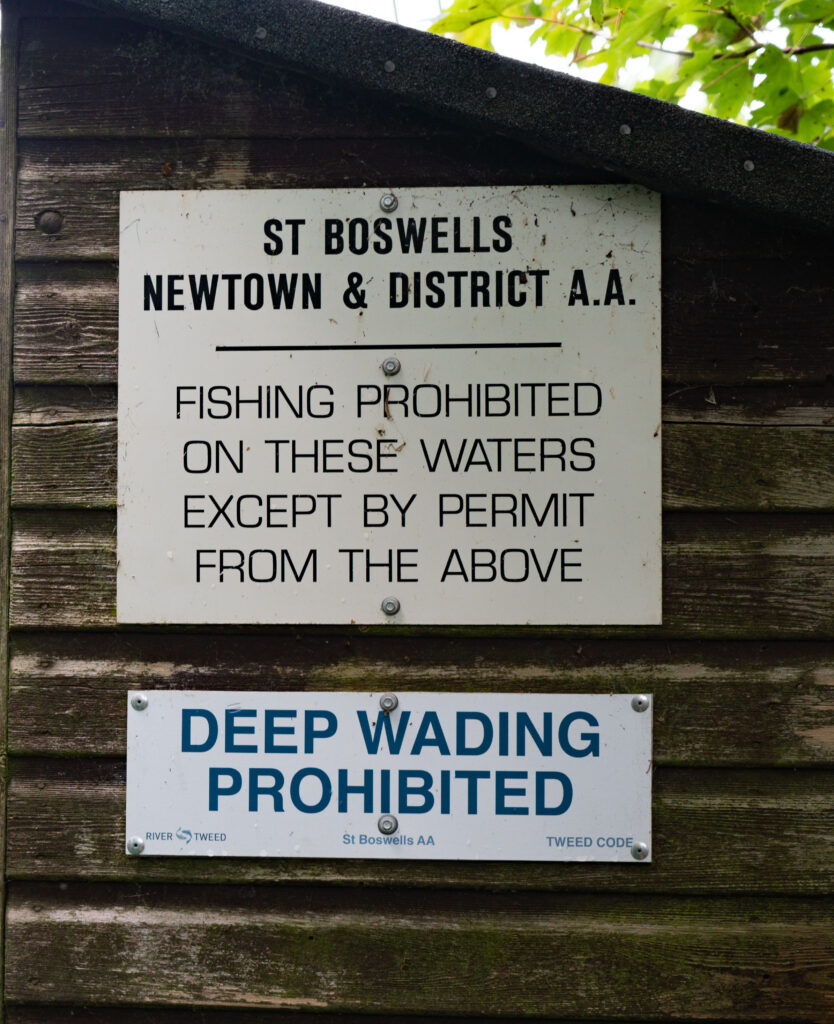 ST BOSWELLS
NEWTOWN & DISTRICT A.A.
FISHING PROHIBITED
ON THESE WATERS
EXCEPT BY PERMIT
FROM THE ABOVE
DEEP WADING
PROHIBITED
RIVER TWEED
St Boswells AA
TWEED CODE